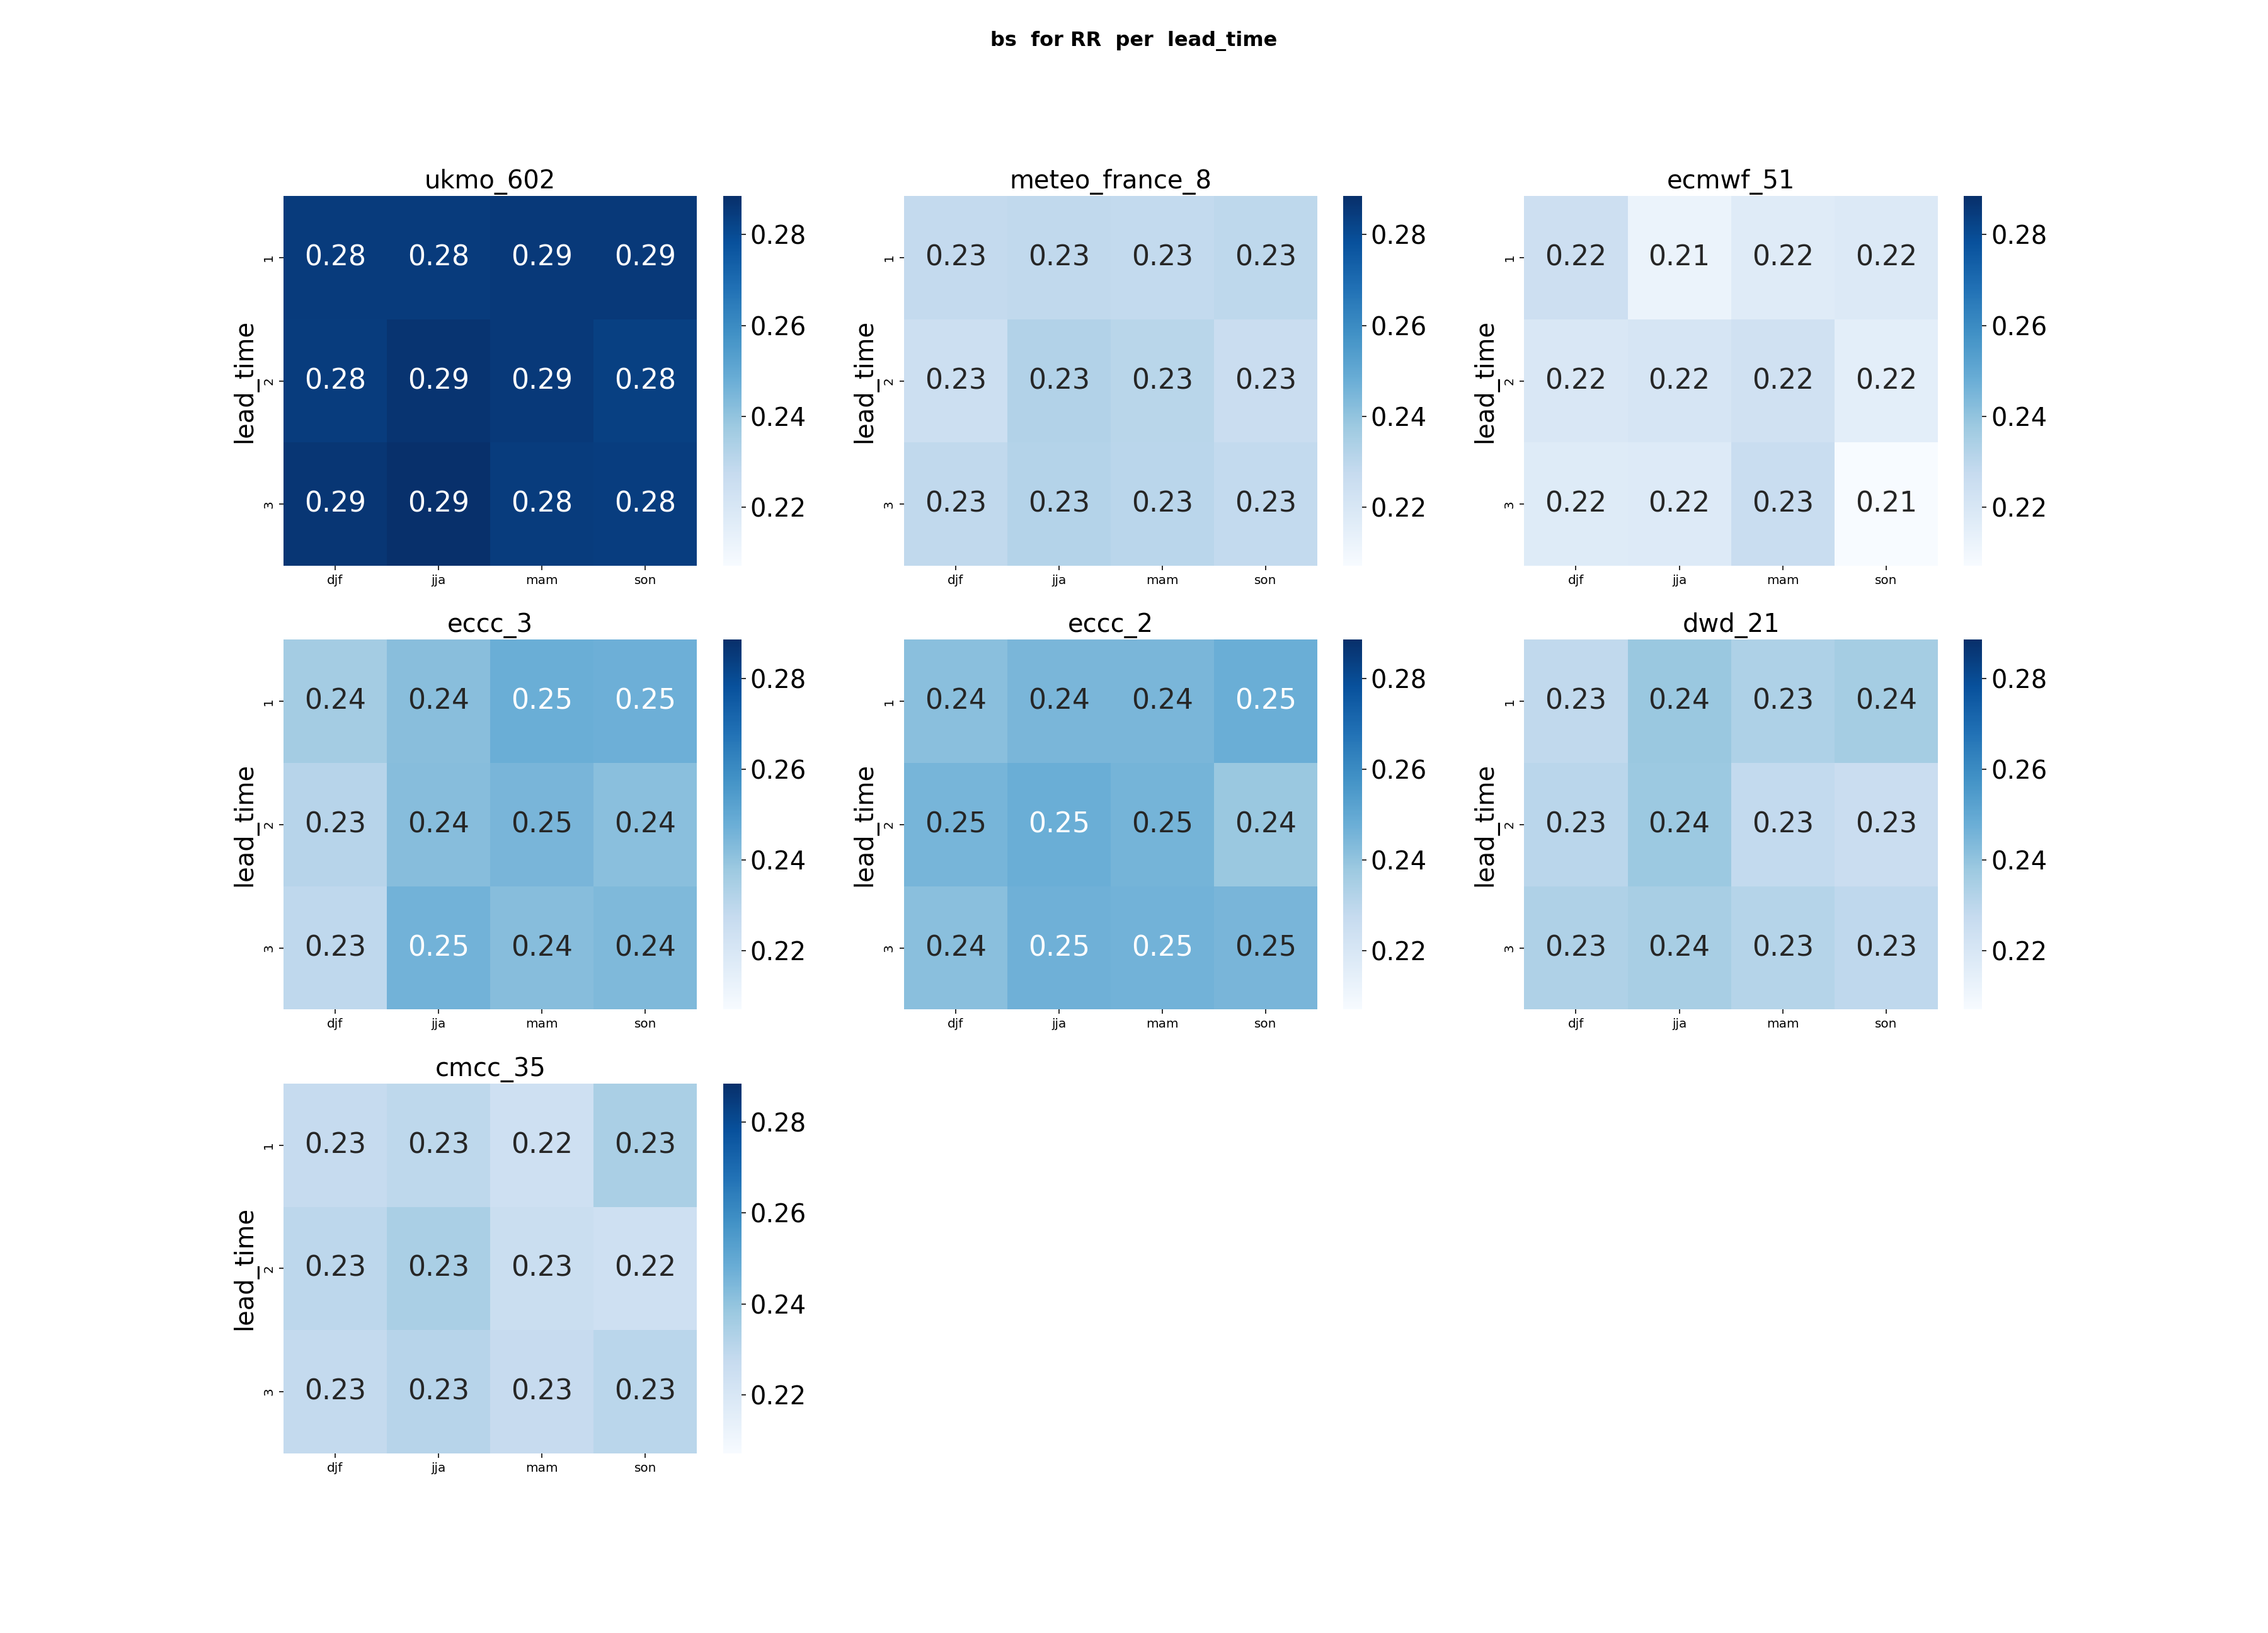 bs  for RR  per  lead_time
ukmo_602
0.28 0.28 0.29 0.29
0.28 0.29 0.29 0.28
0.29 0.29 0.28 0.28
lead_time
1
2
3
djf jja mam son
0.28
0.26
0.24
0.22
meteo_france_8
0.23 0.23 0.23 0.23
0.23 0.23 0.23 0.23
0.23 0.23 0.23 0.23
lead_time
1
2
3
djf jja mam son
0.28
0.26
0.24
0.22
ecmwf_51
0.22 0.21 0.22 0.22
0.22 0.22 0.22 0.22
0.22 0.22 0.23 0.21
lead_time
1
2
3
djf jja mam son
0.28
0.26
0.24
0.22
eccc_3
0.24 0.24 0.25 0.25
0.23 0.24 0.25 0.24
0.23 0.25 0.24 0.24
lead_time
1
2
3
djf jja mam son
0.28
0.26
0.24
0.22
eccc_2
0.24 0.24 0.24 0.25
0.25 0.25 0.25 0.24
0.24 0.25 0.25 0.25
lead_time
1
2
3
djf jja mam son
0.28
0.26
0.24
0.22
dwd_21
0.23 0.24 0.23 0.24
0.23 0.24 0.23 0.23
0.23 0.24 0.23 0.23
lead_time
1
2
3
djf jja mam son
0.28
0.26
0.24
0.22
cmcc_35
0.23 0.23 0.22 0.23
0.23 0.23 0.23 0.22
0.23 0.23 0.23 0.23
lead_time
1
2
3
djf jja mam son
0.28
0.26
0.24
0.22